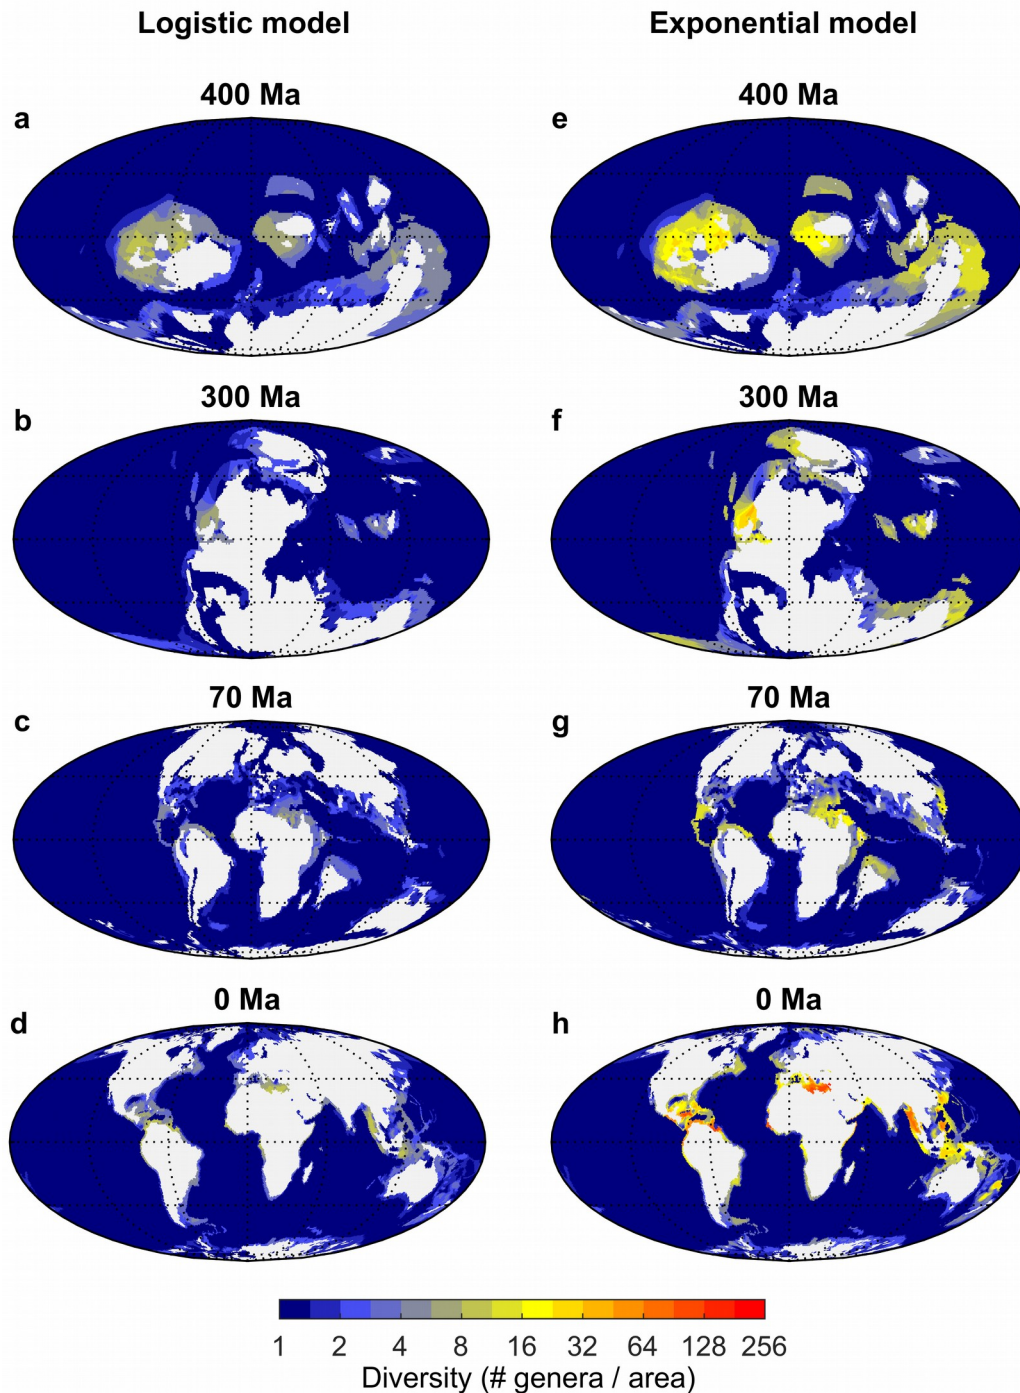 Logistic model
Exponential model
400 Ma
400 Ma
a
e
300 Ma
300 Ma
b
f
70 Ma
70 Ma
c
g
0 Ma
0 Ma
d
h
1 2 4 8 16 32 64 128 256
Diversity (# genera / area)